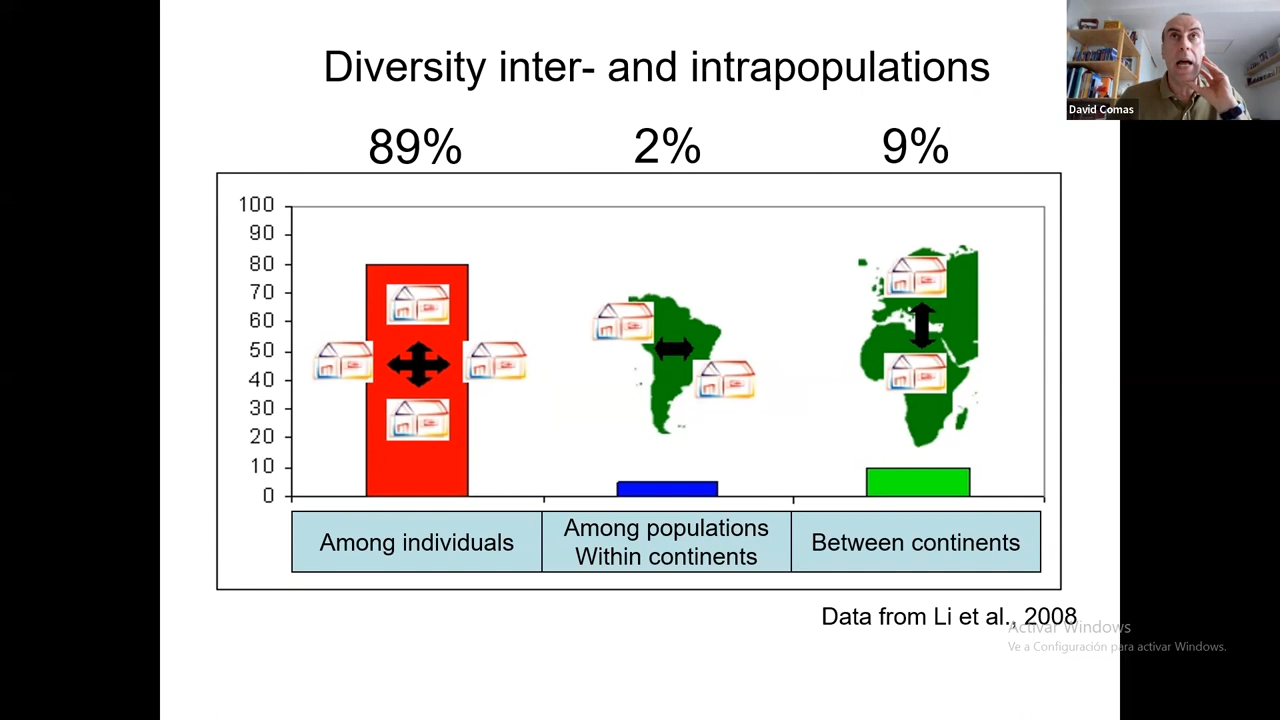 Diversity inter- and intrapopulations
David Comas
89%
2%
9%
100
90
80
70
60
50
40
30
20
10
0
Among individuals
Among populations
Within continents
Between continents
Data from Li et al., 2008
Activar Windows
Ve a Configuración para activar Windows.